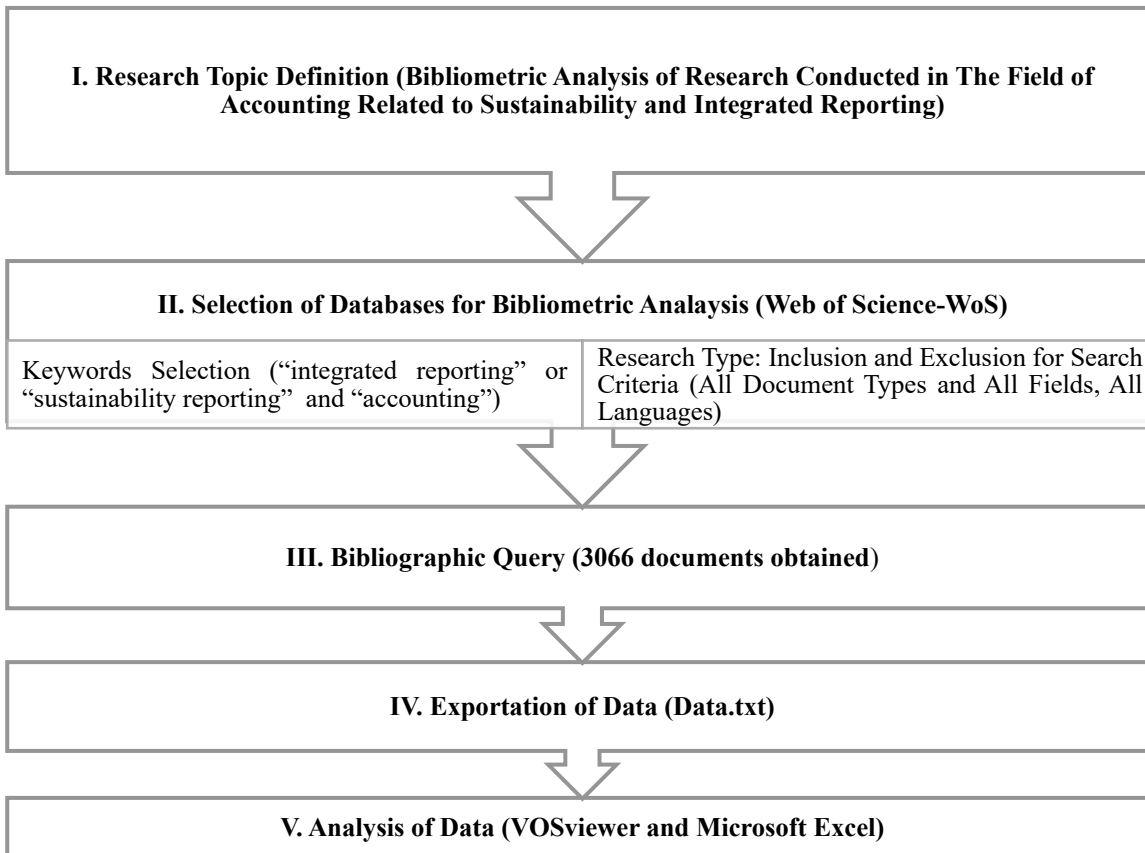 I. Research Topic Definition (Bibliometric Analysis of Research Conducted in The Field of
Accounting Related to Sustainability and Integrated Reporting)
II. Selection of Databases for Bibliometric Analaysis (Web of Science-WoS)
Keywords Selection (“integrated reporting” or
“sustainability reporting” and “accounting”)
Research Type: Inclusion and Exclusion for Search
Criteria (All Document Types and All Fields, All
Languages)
III. Bibliographic Query (3066 documents obtained)
IV. Exportation of Data (Data.txt)
V. Analysis of Data (VOSviewer and Microsoft Excel)